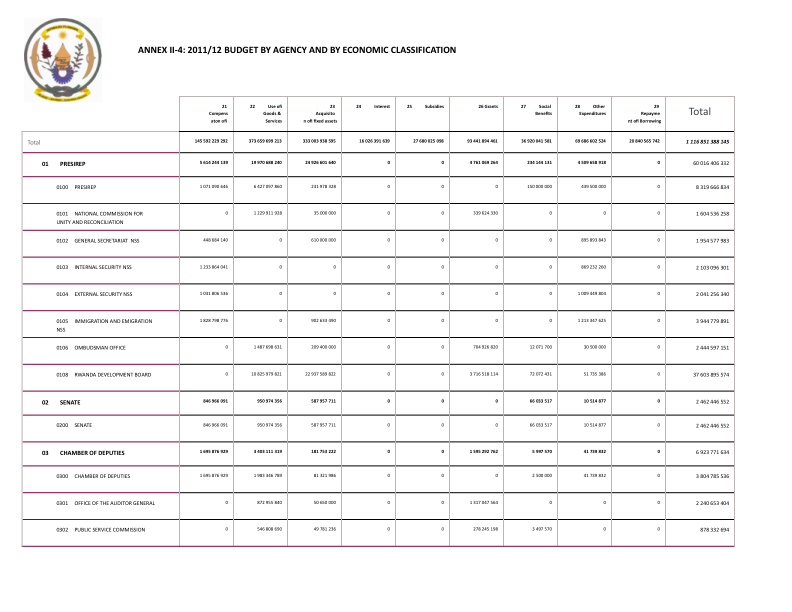 ANNEX II-4: 2011/12 BUDGET BY AGENCY AND BY ECONOMIC CLASSIFICATION
21 Compens aton ofl 22 Use ofl Goods & Services 23 Acquisito n ofl fixed assets 24 Interest 25 Subsidies 26 Grants 27 Social Benefits 28 Other Expenditures 29 Repayme nt ofl Borrowing Total
Total 145 592 229 292 373 659 699 213 333 003 938 595 16 026 391 639 27 680 025 098 93 441 894 461 36 920 041 581 69 686 602 524 20 840 565 742 1 116 851 388 145
01 PRESIREP 5 614 244 139 19 970 688 240 24 926 601 640 0 0 4 761 069 264 234 144 131 4 509 658 918 0 60 016 406 332
0100 PRESIREP 1 071 090 646 6 427 097 860 231 978 328 0 0 0 150 000 000 439 500 000 0 8 319 666 834
0101 NATIONAL COMMISSION FOR 0 1 229 911 928 35 000 000 0 0 339 624 330 0 0 0 1 604 536 258
UNITY AND RECONCILIATION
0102 GENERAL SECRETARIAT NSS 448 684 140 0 610 000 000 0 0 0 0 895 893 843 0 1 954 577 983
0103 INTERNAL SECURITY NSS 1 233 864 041 0 0 0 0 0 0 869 232 260 0 2 103 096 301
0104 EXTERNAL SECURITY NSS 1 031 806 536 0 0 0 0 0 0 1 009 449 804 0 2 041 256 340
0105 IMMIGRATION AND EMIGRATION 1 828 798 776 0 902 633 490 0 0 0 0 1 213 347 625 0 3 944 779 891
NSS
0106 OMBUDSMAN OFFICE 0 1 487 698 631 209 400 000 0 0 704 926 820 12 071 700 30 500 000 0 2 444 597 151
0108 RWANDA DEVELOPMENT BOARD 0 10 825 979 821 22 937 589 822 0 0 3 716 518 114 72 072 431 51 735 386 0 37 603 895 574
02 SENATE 846 966 091 950 974 356 587 957 711 0 0 0 66 033 517 10 514 877 0 2 462 446 552
0200 SENATE 846 966 091 950 974 356 587 957 711 0 0 0 66 033 517 10 514 877 0 2 462 446 552
03 CHAMBER OF DEPUTIES 1 695 876 929 3 403 111 319 181 753 222 0 0 1 595 292 762 5 997 570 41 739 832 0 6 923 771 634
0300 CHAMBER OF DEPUTIES 1 695 876 929 1 983 346 789 81 321 986 0 0 0 2 500 000 41 739 832 0 3 804 785 536
0301 OFFICE OF THE AUDITOR GENERAL 0 872 955 840 50 650 000 0 0 1 317 047 564 0 0 0 2 240 653 404
0302 PUBLIC SERVICE COMMISSION 0 546 808 690 49 781 236 0 0 278 245 198 3 497 570 0 0 878 332 694